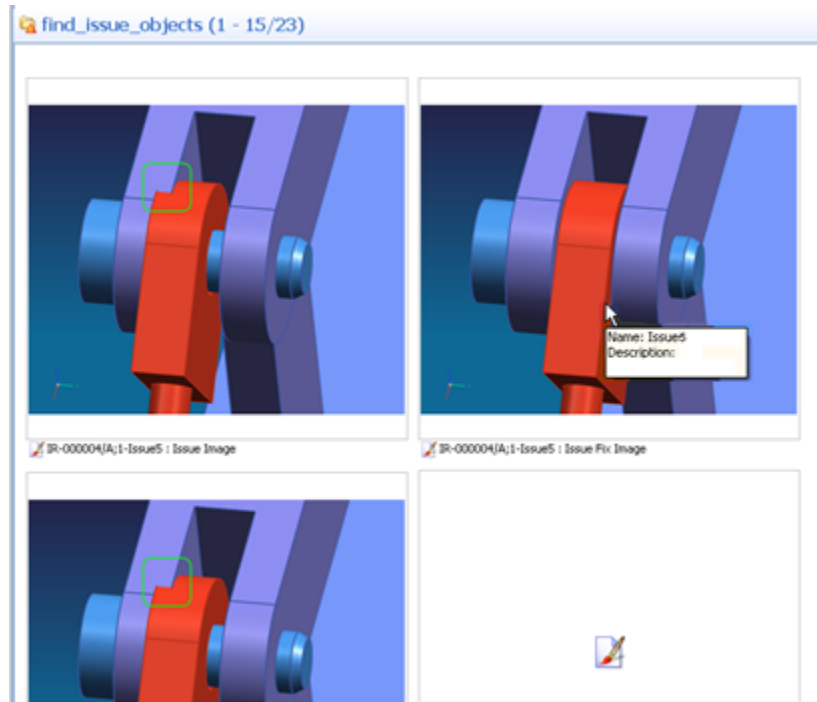 find_issue_objects (1 - 15/23)
Name: Issue5
Description:
IR-000004/A;1-Issue5 : Issue Image
IR-000004/A;1-Issue5 : Issue Fix Image